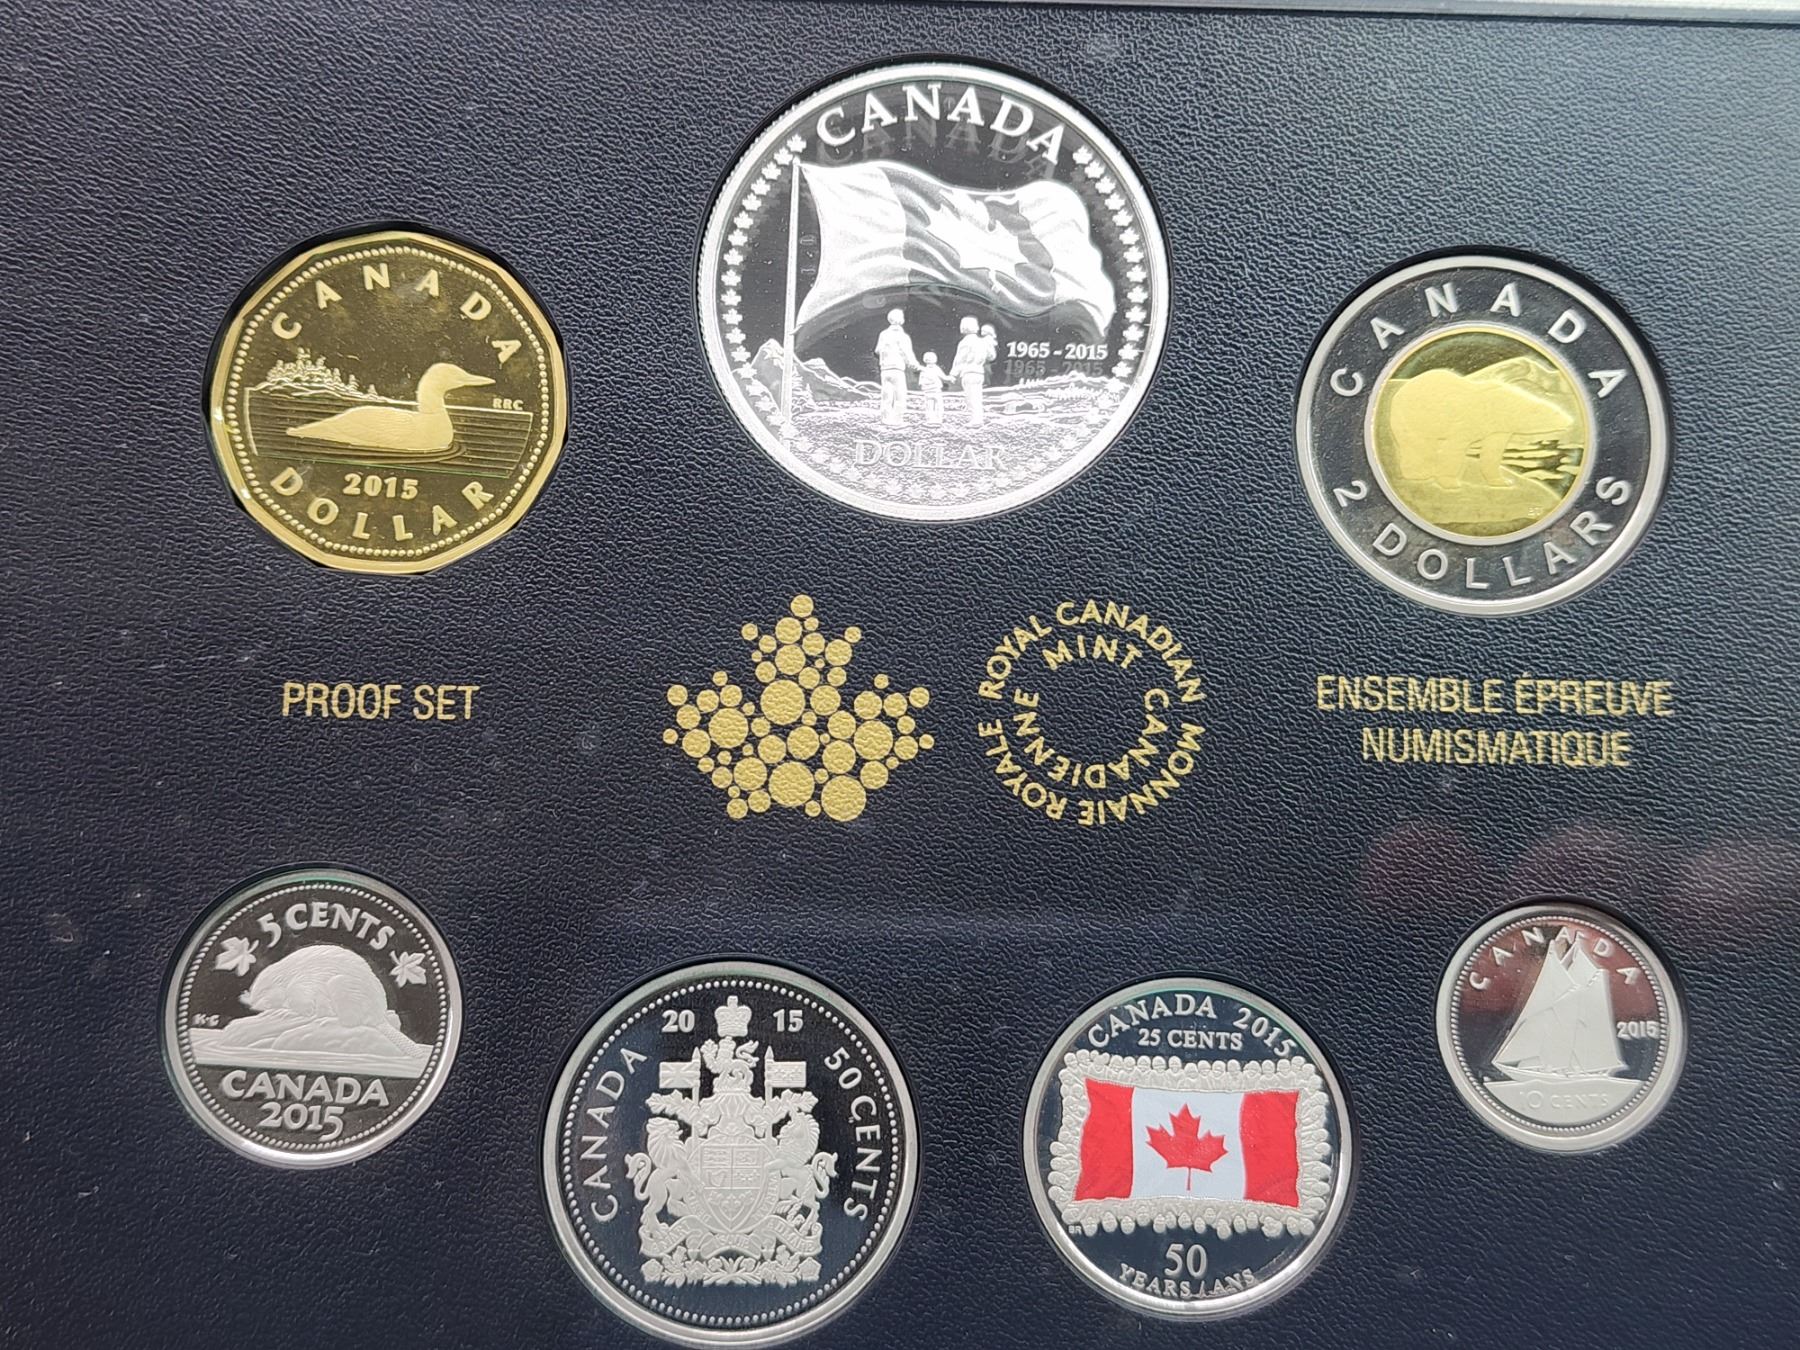 CANADA
1965-2015
DOLLAR
CANADA
RRC
2015
DOLLAR
CANADA
2 DOLLARS
PROOF SET
ROYAL CANADIAN MINT
MONNAIE ROYALE CANADIENNE
ENSEMBLE ÉPREUVE
NUMISMATIQUE
5 CENTS
K·G
CANADA
2015
20 15
CANADA
50 CENTS
CANADA 2015
25 CENTS
BR
50
YEARS / ANS
CANADA
2015
10 CENTS